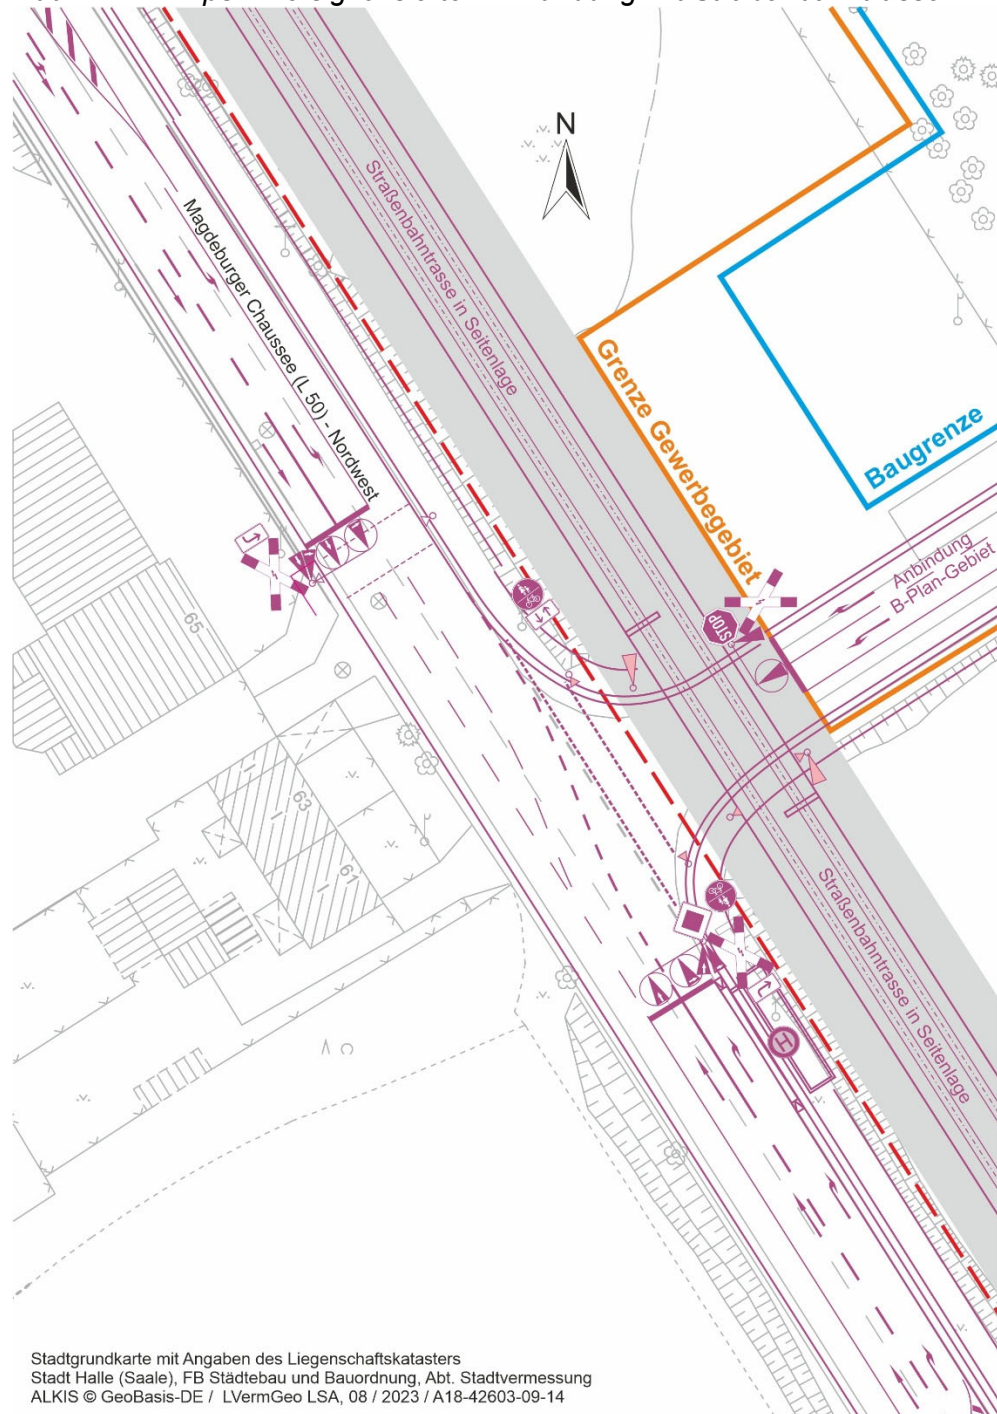 N
Straßenbahntrasse in Seitenlage
Magdeburger Chaussee (L 50) - Nordwest
Grenze Gewerbegebiet
Baugrenze
Anbindung
B-Plan-Gebiet
STOP
65
63
61
H
Straßenbahntrasse in Seitenlage
Stadtgrundkarte mit Angaben des Liegenschaftskatasters
Stadt Halle (Saale), FB Städtebau und Bauordnung, Abt. Stadtvermessung
ALKIS © GeoBasis-DE / LVermGeo LSA, 08 / 2023 / A18-42603-09-14